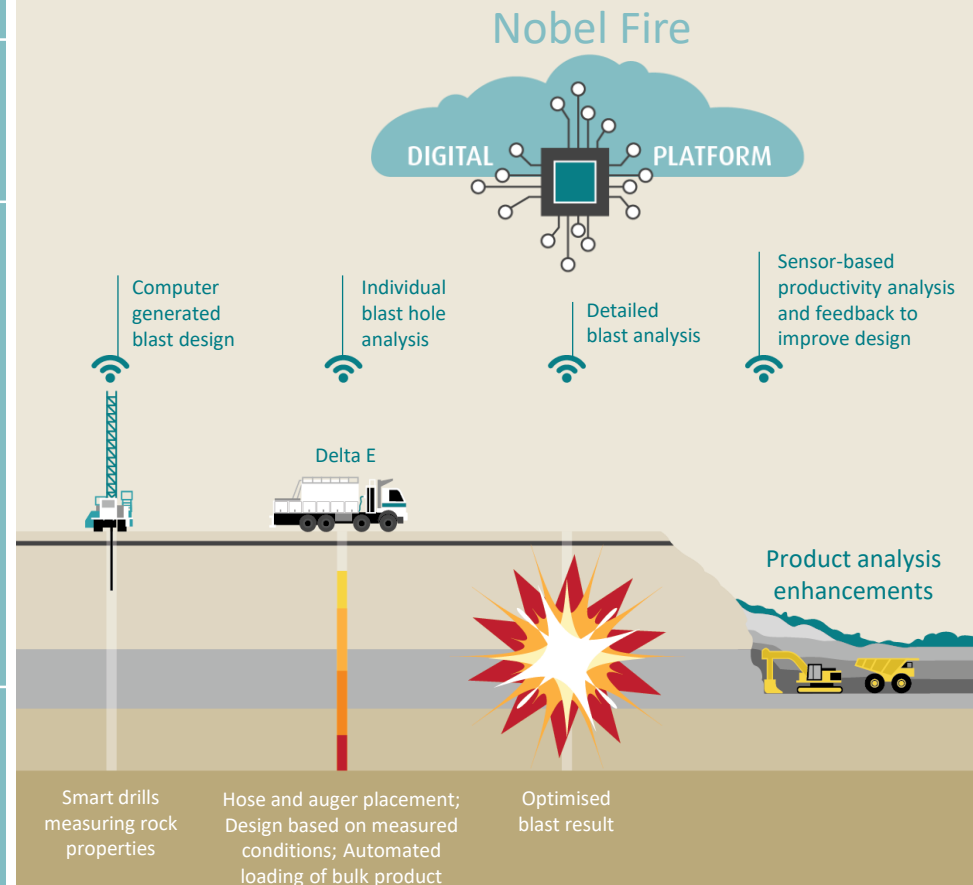 Nobel Fire
DIGITAL PLATFORM
Computer
generated
blast design
Individual
blast hole
analysis
Detailed
blast analysis
Sensor-based
productivity analysis
and feedback to
improve design
Delta E
Product analysis
enhancements
Smart drills
measuring rock
properties
Hose and auger placement;
Design based on measured
conditions; Automated
loading of bulk product
Optimised
blast result